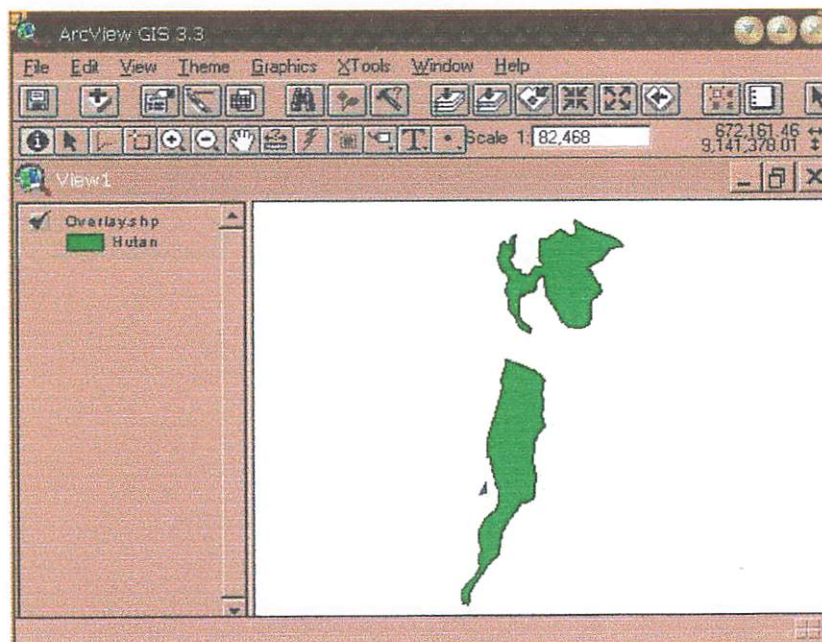 ArcView GIS 3.3
File Edit View Theme Graphics XTools Window Help
Scale 1: 82,468
672,161.46
9,141,378.01
View1
Overlay.shp
Hutan